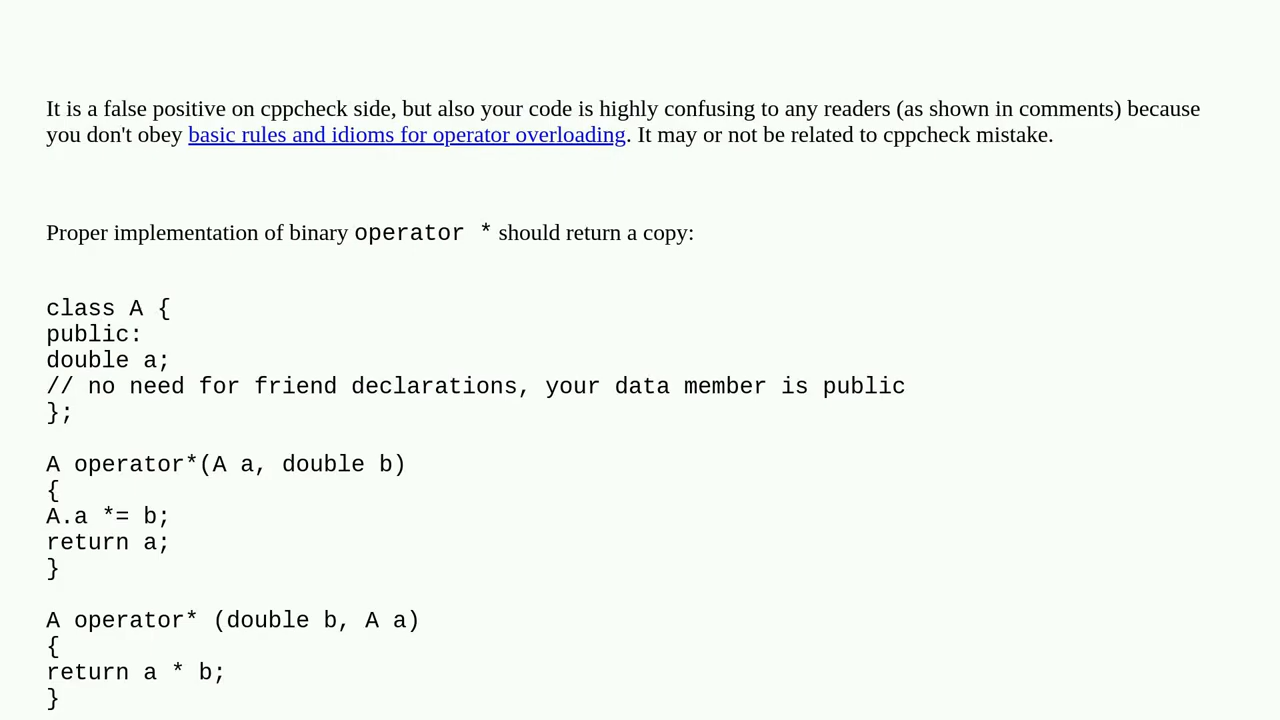 It is a false positive on cppcheck side, but also your code is highly confusing to any readers (as shown in comments) because
you don't obey basic rules and idioms for operator overloading. It may or not be related to cppcheck mistake.
Proper implementation of binary operator * should return a copy:
class A {
public:
double a;
// no need for friend declarations, your data member is public
};
A operator*(A a, double b)
{
A.a *= b;
return a;
}
A operator* (double b, A a)
{
return a * b;
}